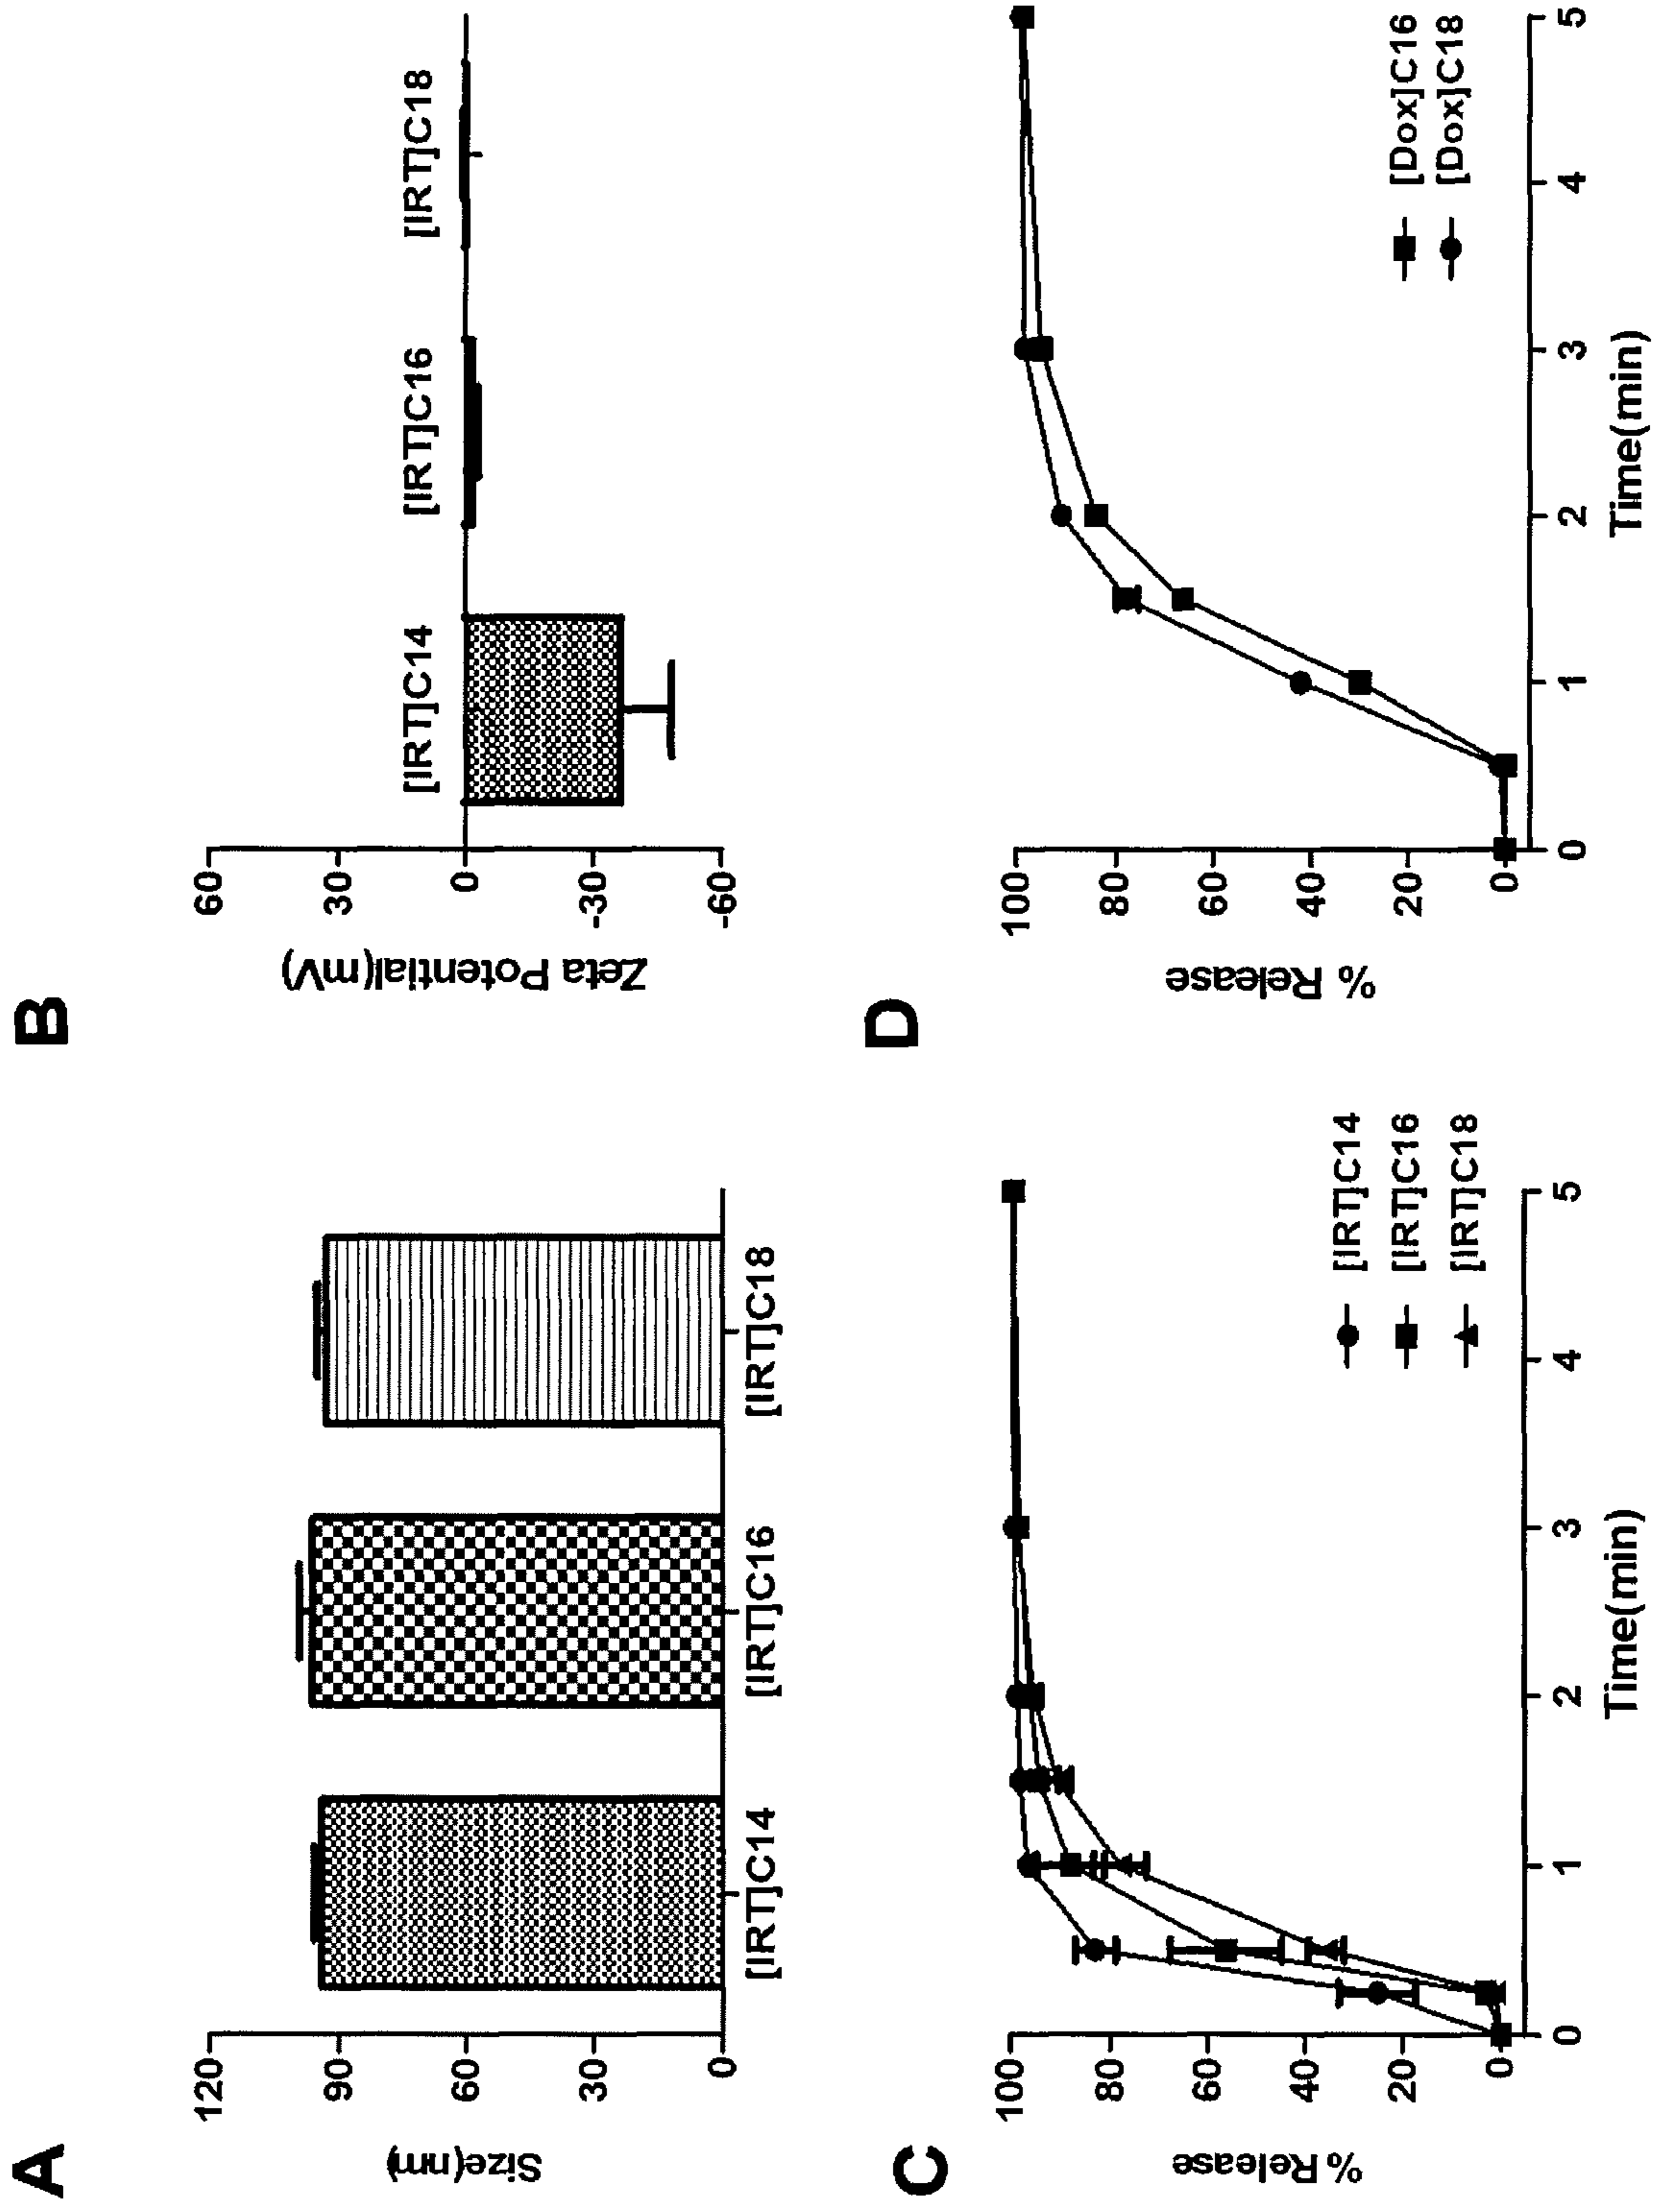 A
Size(nm)
120
90
60
30
0
[IRT]C14
[IRT]C16
[IRT]C18
B
Zeta Potential(mV)
60
30
0
-30
-60
[IRT]C14
[IRT]C16
[IRT]C18
C
% Release
100
80
60
40
20
0
0
1
2
3
4
5
Time(min)
[IRT]C14
[IRT]C16
[IRT]C18
D
% Release
100
80
60
40
20
0
0
1
2
3
4
5
Time(min)
[Dox]C16
[Dox]C18